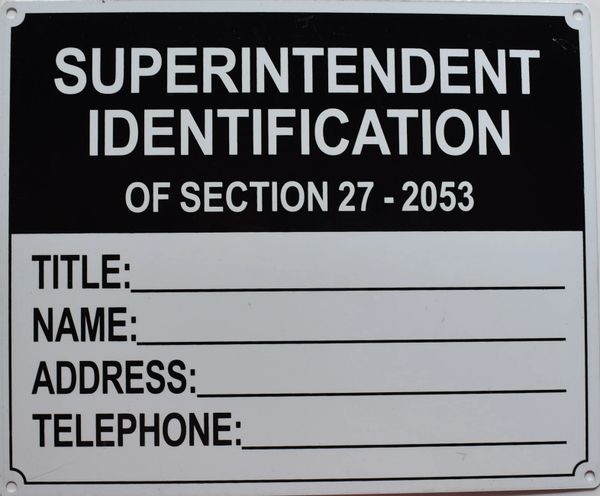 SUPERINTENDENT
IDENTIFICATION
OF SECTION 27 - 2053
TITLE:
NAME:
ADDRESS:
TELEPHONE: